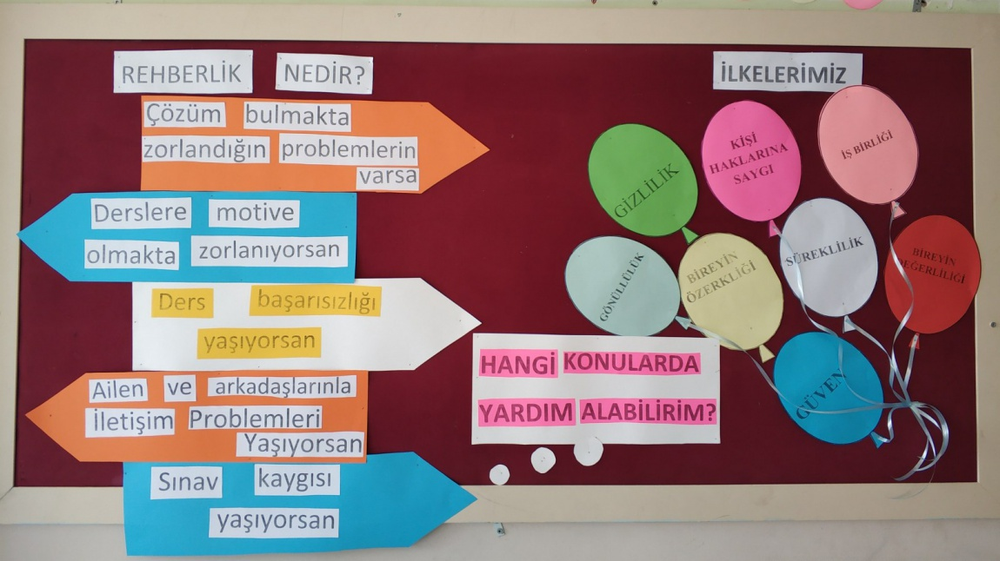 REHBERLİK NEDİR?
Çözüm bulmakta
zorlandığın problemlerin
varsa
Derslere motive
olmakta zorlanıyorsan
Ders başarısızlığı
yaşıyorsan
Ailen ve arkadaşlarınla
İletişim Problemleri
Yaşıyorsan
Sınav kaygısı
yaşıyorsan
HANGİ KONULARDA
YARDIM ALABİLİRİM?
İLKELERİMİZ
GİZLİLİK
KİŞİ
HAKLARINA
SAYGI
İŞ BİRLİĞİ
GÖNÜLLÜLÜK
BİREYİN
ÖZERKLİĞİ
SÜREKLİLİK
BİREYİN
DEĞERLİLİĞİ
GÜVEN